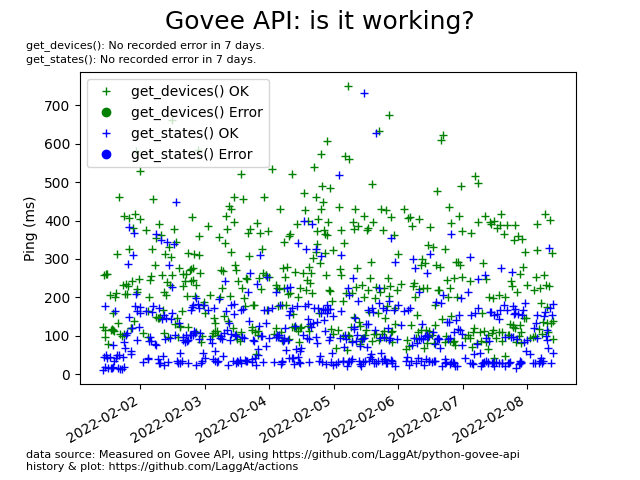 Govee API: is it working?
get_devices(): No recorded error in 7 days.
get_states(): No recorded error in 7 days.
get_devices() OK
get_devices() Error
get_states() OK
get_states() Error
Ping (ms)
700
600
500
400
300
200
100
0
2022-02-02
2022-02-03
2022-02-04
2022-02-05
2022-02-06
2022-02-07
2022-02-08
data source: Measured on Govee API, using https://github.com/LaggAt/python-govee-api
history & plot: https://github.com/LaggAt/actions